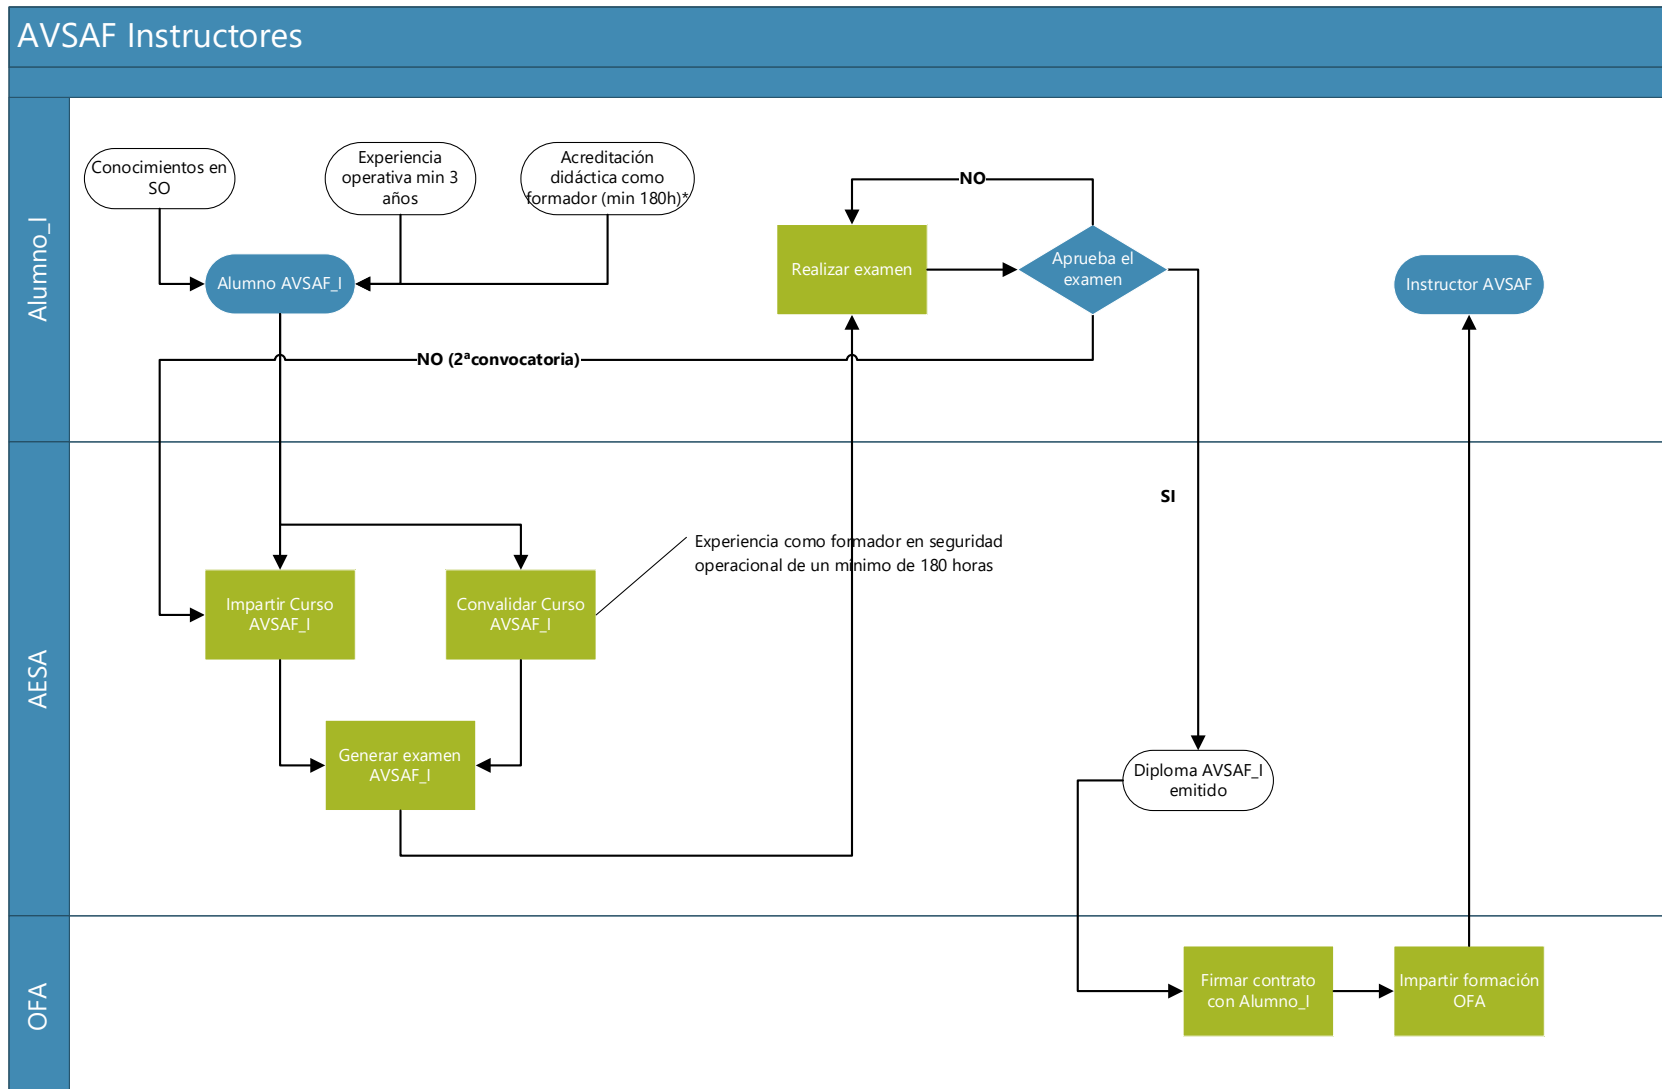 AVSAF Instructores
Alumno_I
Conocimientos en
SO
Experiencia
operativa min 3
años
Acreditación
didáctica como
formador (min 180h)*
NO
Realizar examen
Aprueba el
examen
Alumno AVSAF_I
Instructor AVSAF
NO (2ªconvocatoria)
AESA
SI
Experiencia como formador en seguridad
operacional de un mínimo de 180 horas
Impartir Curso
AVSAF_I
Convalidar Curso
AVSAF_I
Generar examen
AVSAF_I
Diploma AVSAF_I
emitido
OFA
Firmar contrato
con Alumno_I
Impartir formación
OFA